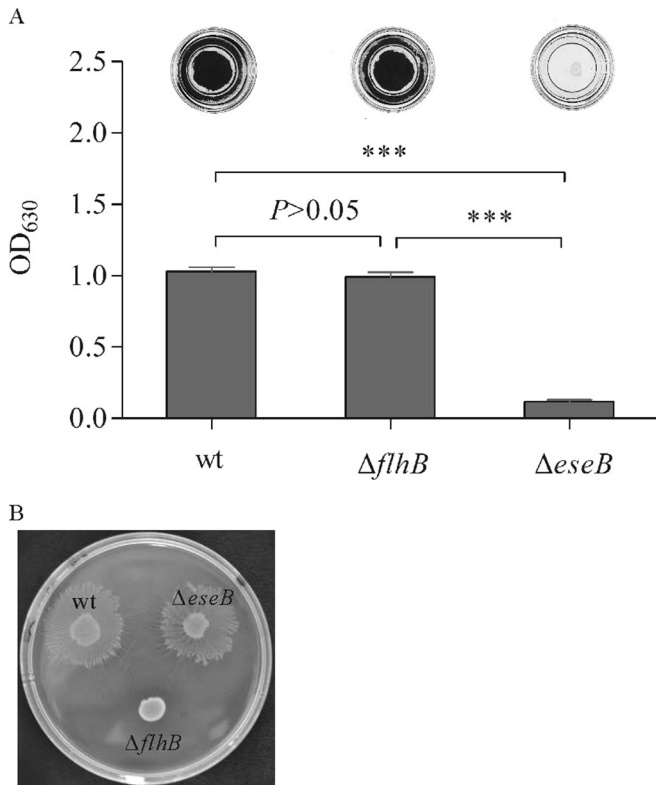 A
2.5
2.0
1.5
1.0
0.5
0.0
OD630
***
P>0.05
***
wt
ΔflhB
ΔeseB
B
wt
ΔeseB
ΔflhB